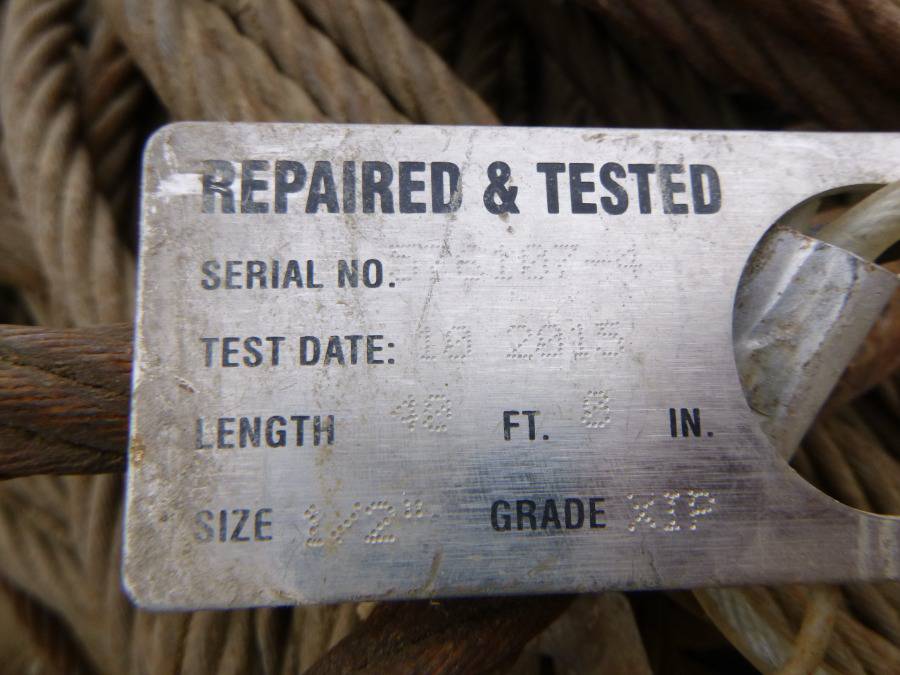 REPAIRED & TESTED
SERIAL NO.
TEST DATE: 10 2015
LENGTH 48 FT. 8 IN.
SIZE 1/2" GRADE XIP